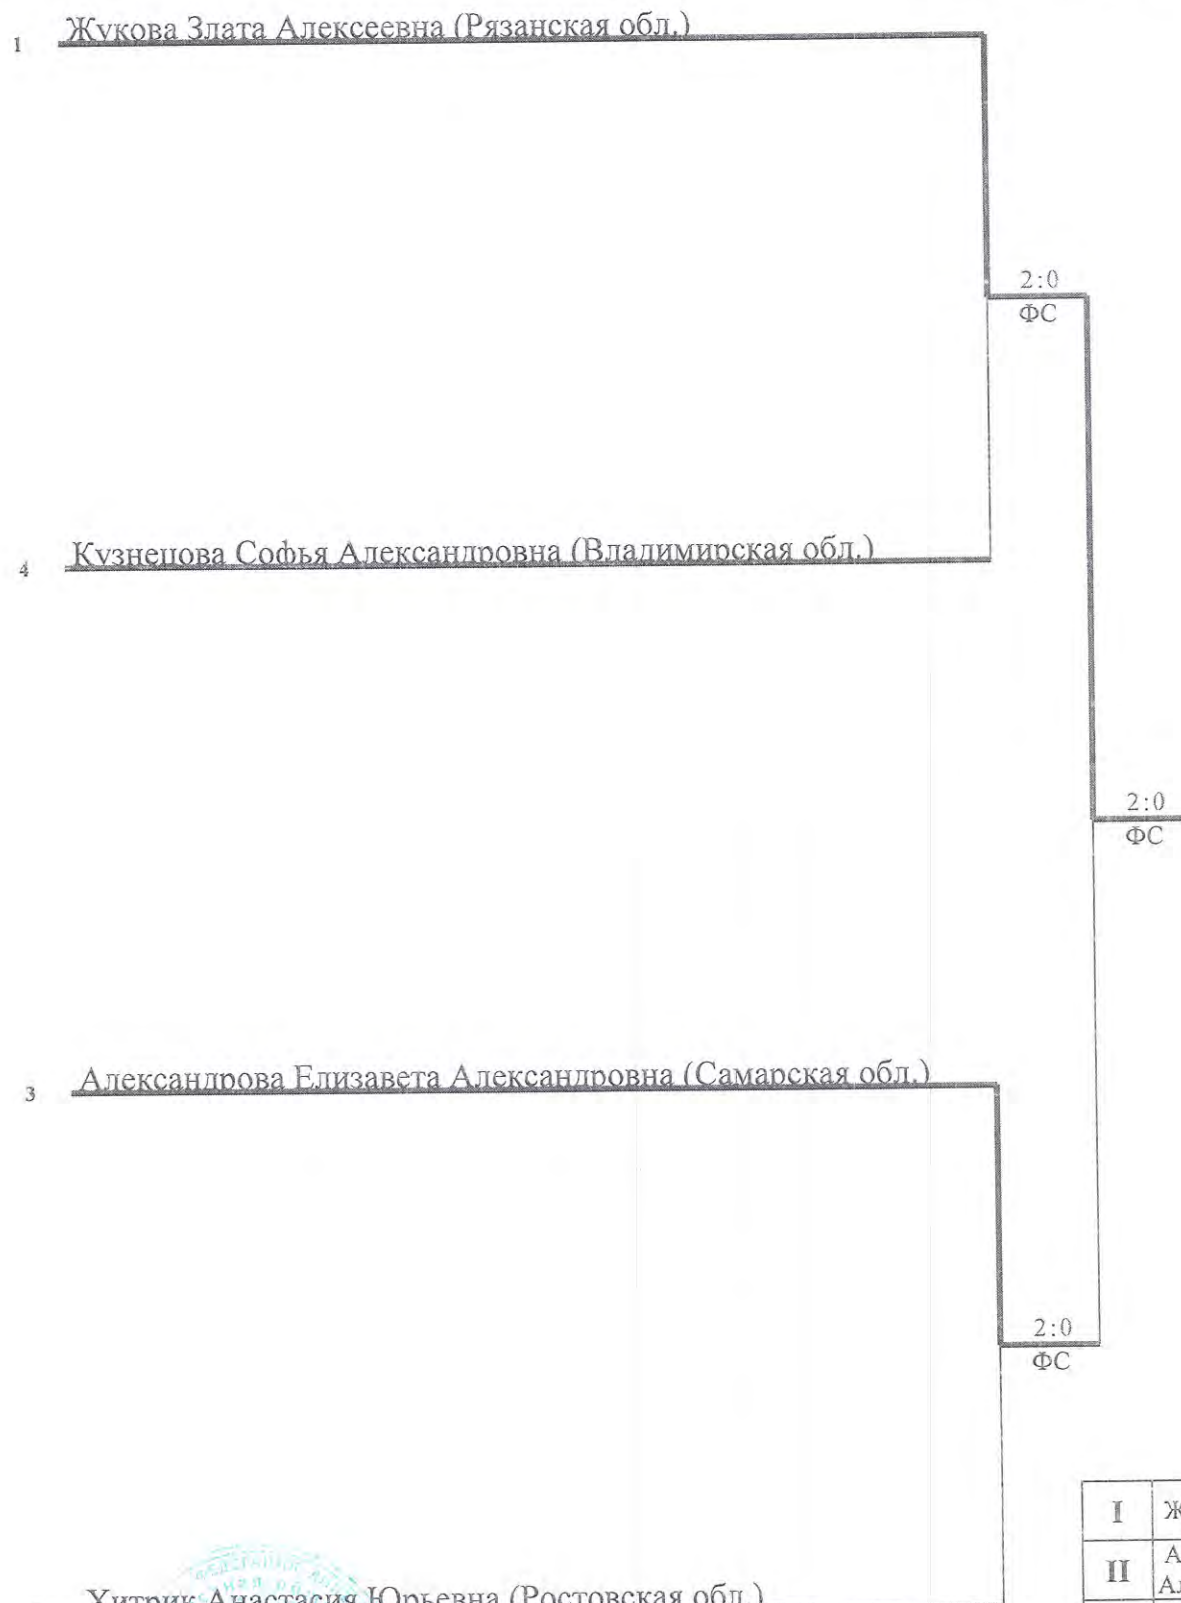 1 Жукова Злата Алексеевна (Рязанская обл.)
2:0
ФС
4 Кузнецова Софья Александровна (Владимирская обл.)
2:0
ФС
3 Александрова Елизавета Александровна (Самарская обл.)
2:0
ФС
I Ж
II А
Ал
Хитрик Анастасия Юрьевна (Ростовская обл.)